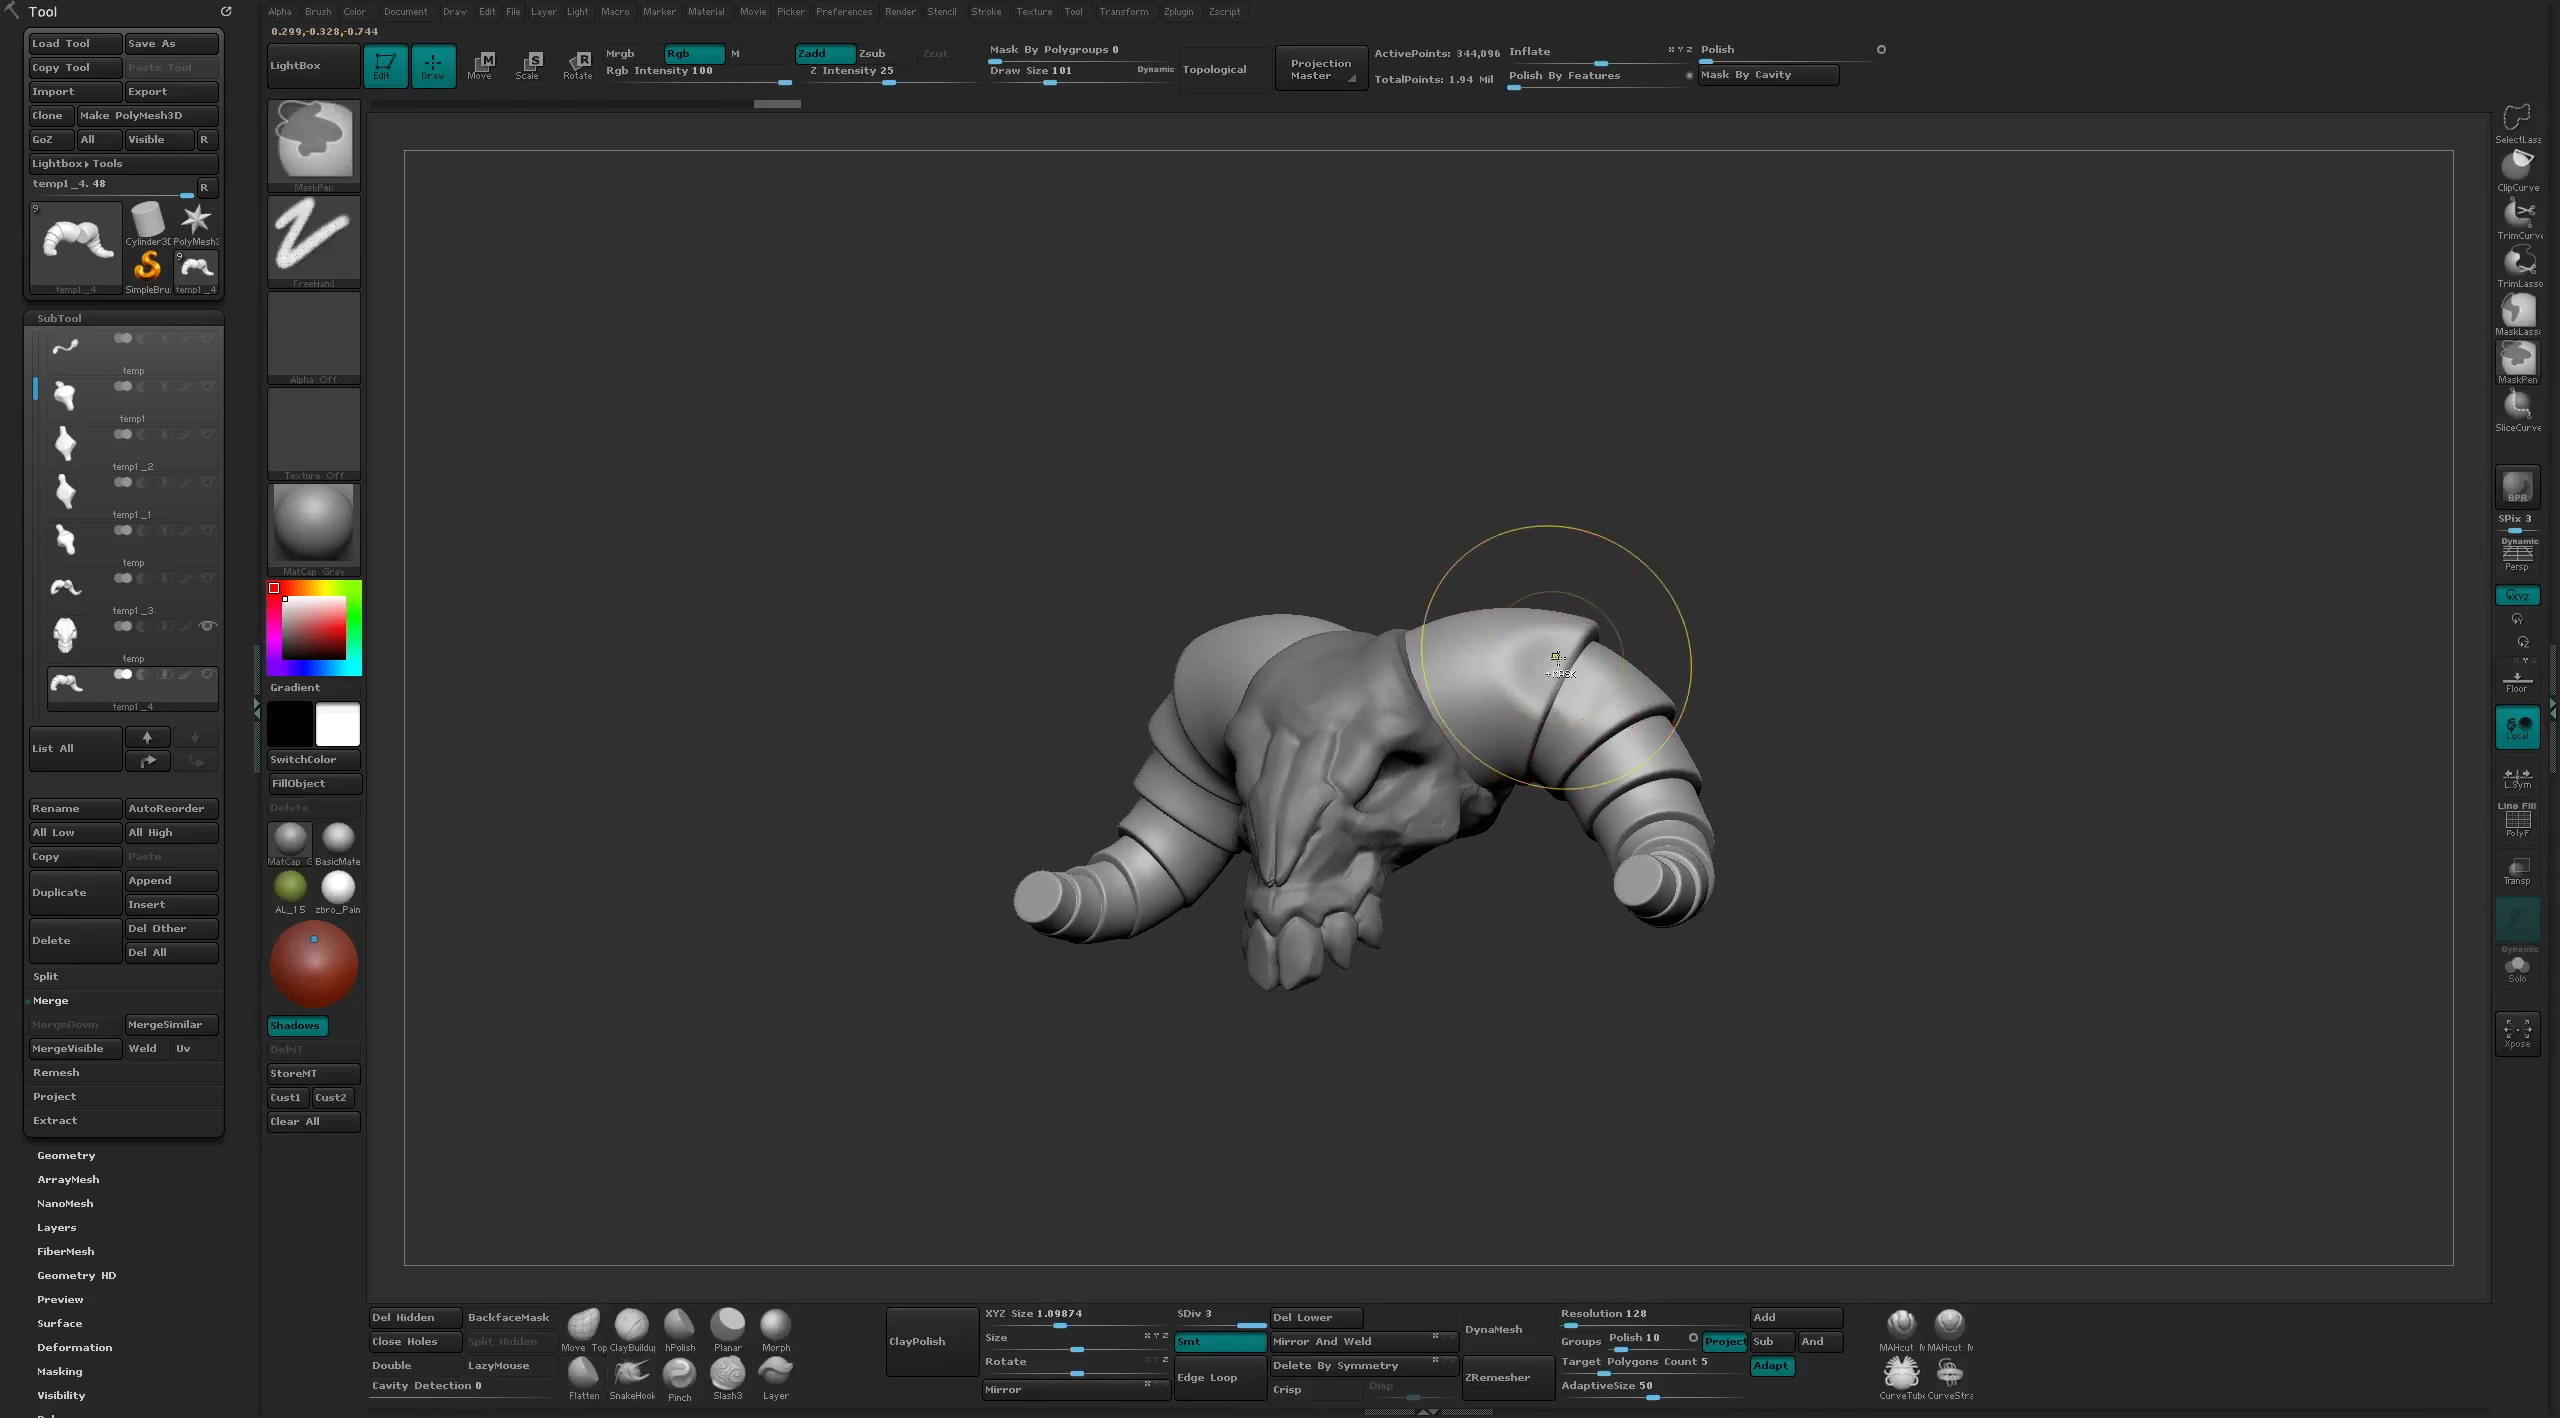 Tool
Load Tool Save As
Copy Tool Paste Tool
Import Export
Clone Make PolyMesh3D
GoZ All Visible R
Lightbox▸Tools
temp1_4. 48 R
9
Cylinder3D PolyMesh3
9
temp1_4 SimpleBru: temp1_4
SubTool
temp
temp1
temp1_2
temp1_1
temp
temp1_3
temp
temp1_4
List All
Rename AutoReorder
All Low All High
Copy Paste
Duplicate Append
Insert
Delete Del Other
Del All
Split
Merge
MergeDown MergeSimilar
MergeVisible Weld Uv
Remesh
Project
Extract
Geometry
ArrayMesh
NanoMesh
Layers
FiberMesh
Geometry HD
Preview
Surface
Deformation
Masking
Visibility
Alpha Brush Color Document Draw Edit File Layer Light Macro Marker Material Movie Picker Preferences Render Stencil Stroke Texture Tool Transform Zplugin Zscript
0.299,-0.328,-0.744
LightBox Edit Draw Move Scale Rotate
M S R
Mrgb Rgb M Zadd Zsub Zcut
Rgb Intensity 100 Z Intensity 25
Mask By Polygroups 0
Draw Size 101 Dynamic
Topological
Projection Master
ActivePoints: 344,096
TotalPoints: 1.94 Mil
Inflate X Y Z
Polish By Features
Polish
Mask By Cavity
MaskPen
FreeHand
Alpha Off
Texture Off
MatCap Gray
Gradient
SwitchColor
FillObject
Delete
MatCap G BasicMate
AL_15 zbro_Pain
Shadows
DelMT
StoreMT
Cust1 Cust2
Clear All
+MASK
SelectLass
ClipCurve
TrimCurve
TrimLasso
MaskLasso
MaskPen
SliceCurve
BPR
SPix 3
Dynamic
Persp
XYZ
Floor
Local
L.Sym
Line Fill
PolyF
Transp
Dynamic
Solo
Xpose
Del Hidden BackfaceMask
Close Holes Split Hidden
Double LazyMouse
Cavity Detection 0
Move Top ClayBuildup hPolish Planar Morph
Flatten SnakeHook Pinch Slash3 Layer
ClayPolish
XYZ Size 1.09874
Size X Y Z
Rotate X Y Z
Mirror
SDiv 3 Del Lower
Smt Mirror And Weld
Edge Loop Delete By Symmetry
Crisp Disp
DynaMesh
ZRemesher
Resolution 128
Groups Polish 10 Project
Target Polygons Count 5
AdaptiveSize 50
Add
Sub And
Adapt
MAHcut M MAHcut M
CurveTube CurveStra